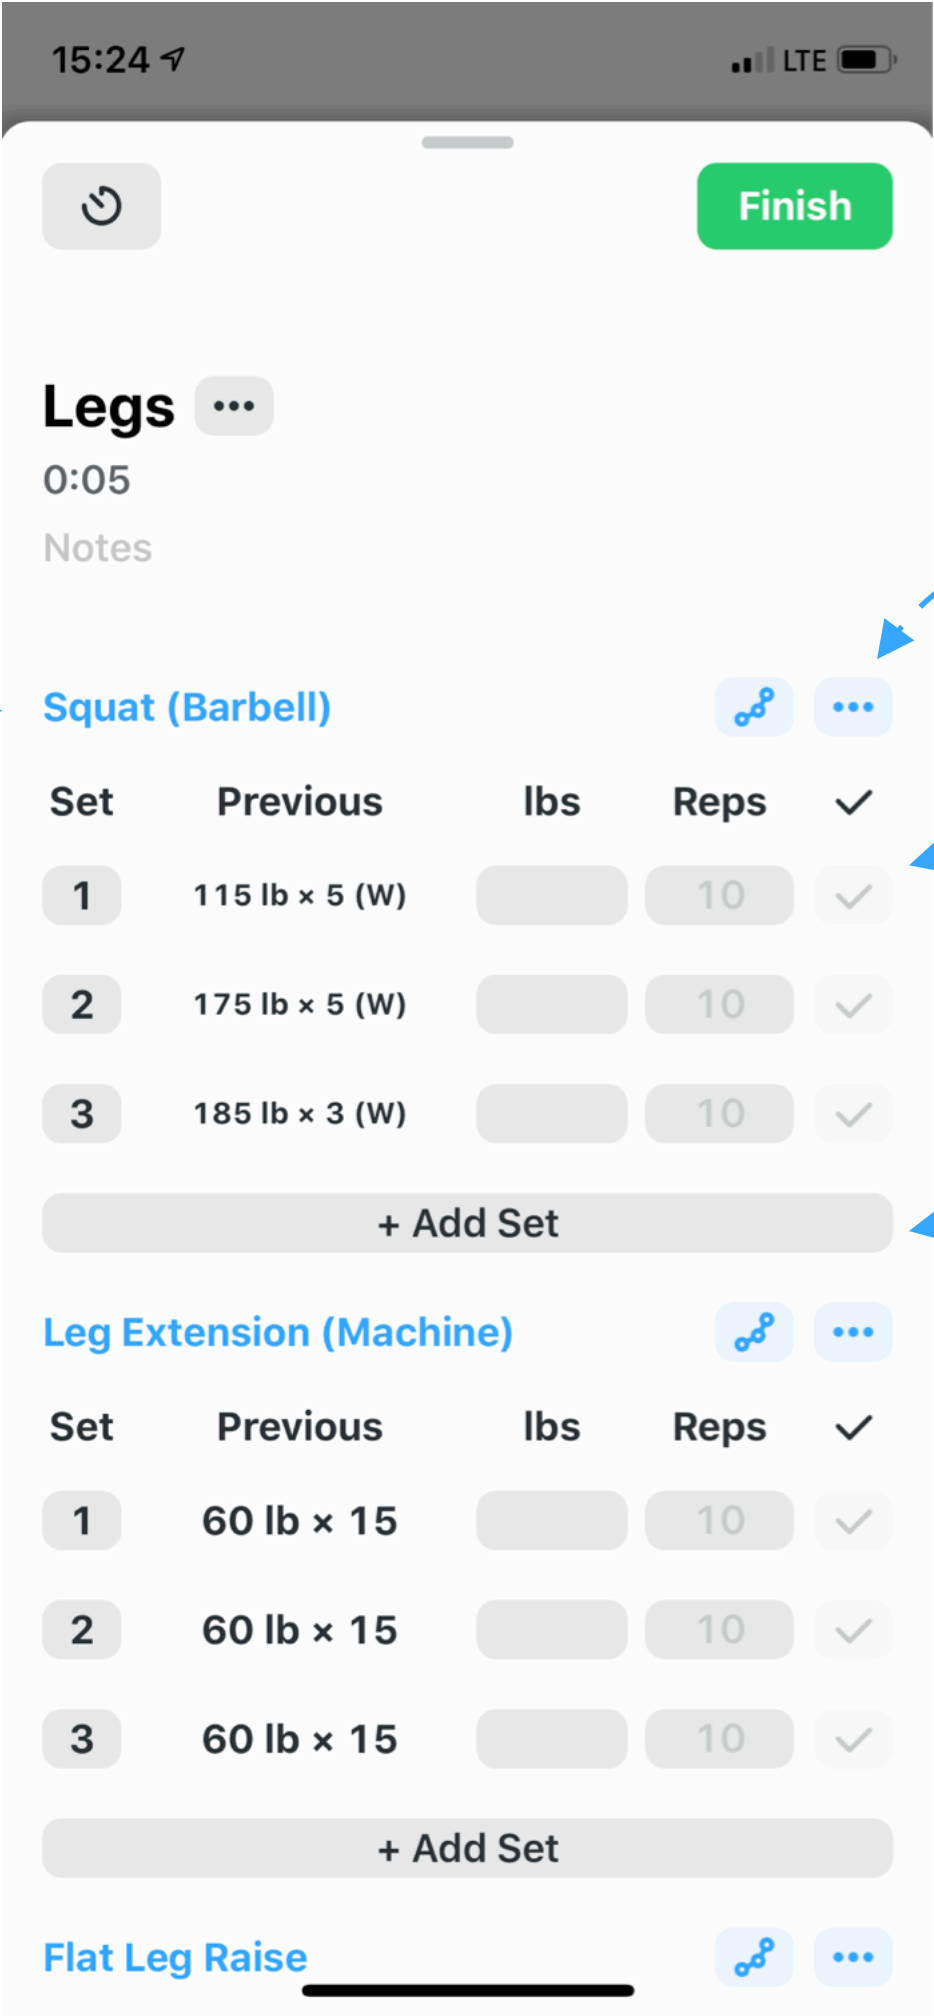 15:24 LTE
Finish
Legs •••
0:05
Notes
Squat (Barbell) •••
Set Previous lbs Reps ✓
1 115 lb × 5 (W) 10 ✓
2 175 lb × 5 (W) 10 ✓
3 185 lb × 3 (W) 10 ✓
+ Add Set
Leg Extension (Machine) •••
Set Previous lbs Reps ✓
1 60 lb × 15 10 ✓
2 60 lb × 15 10 ✓
3 60 lb × 15 10 ✓
+ Add Set
Flat Leg Raise •••